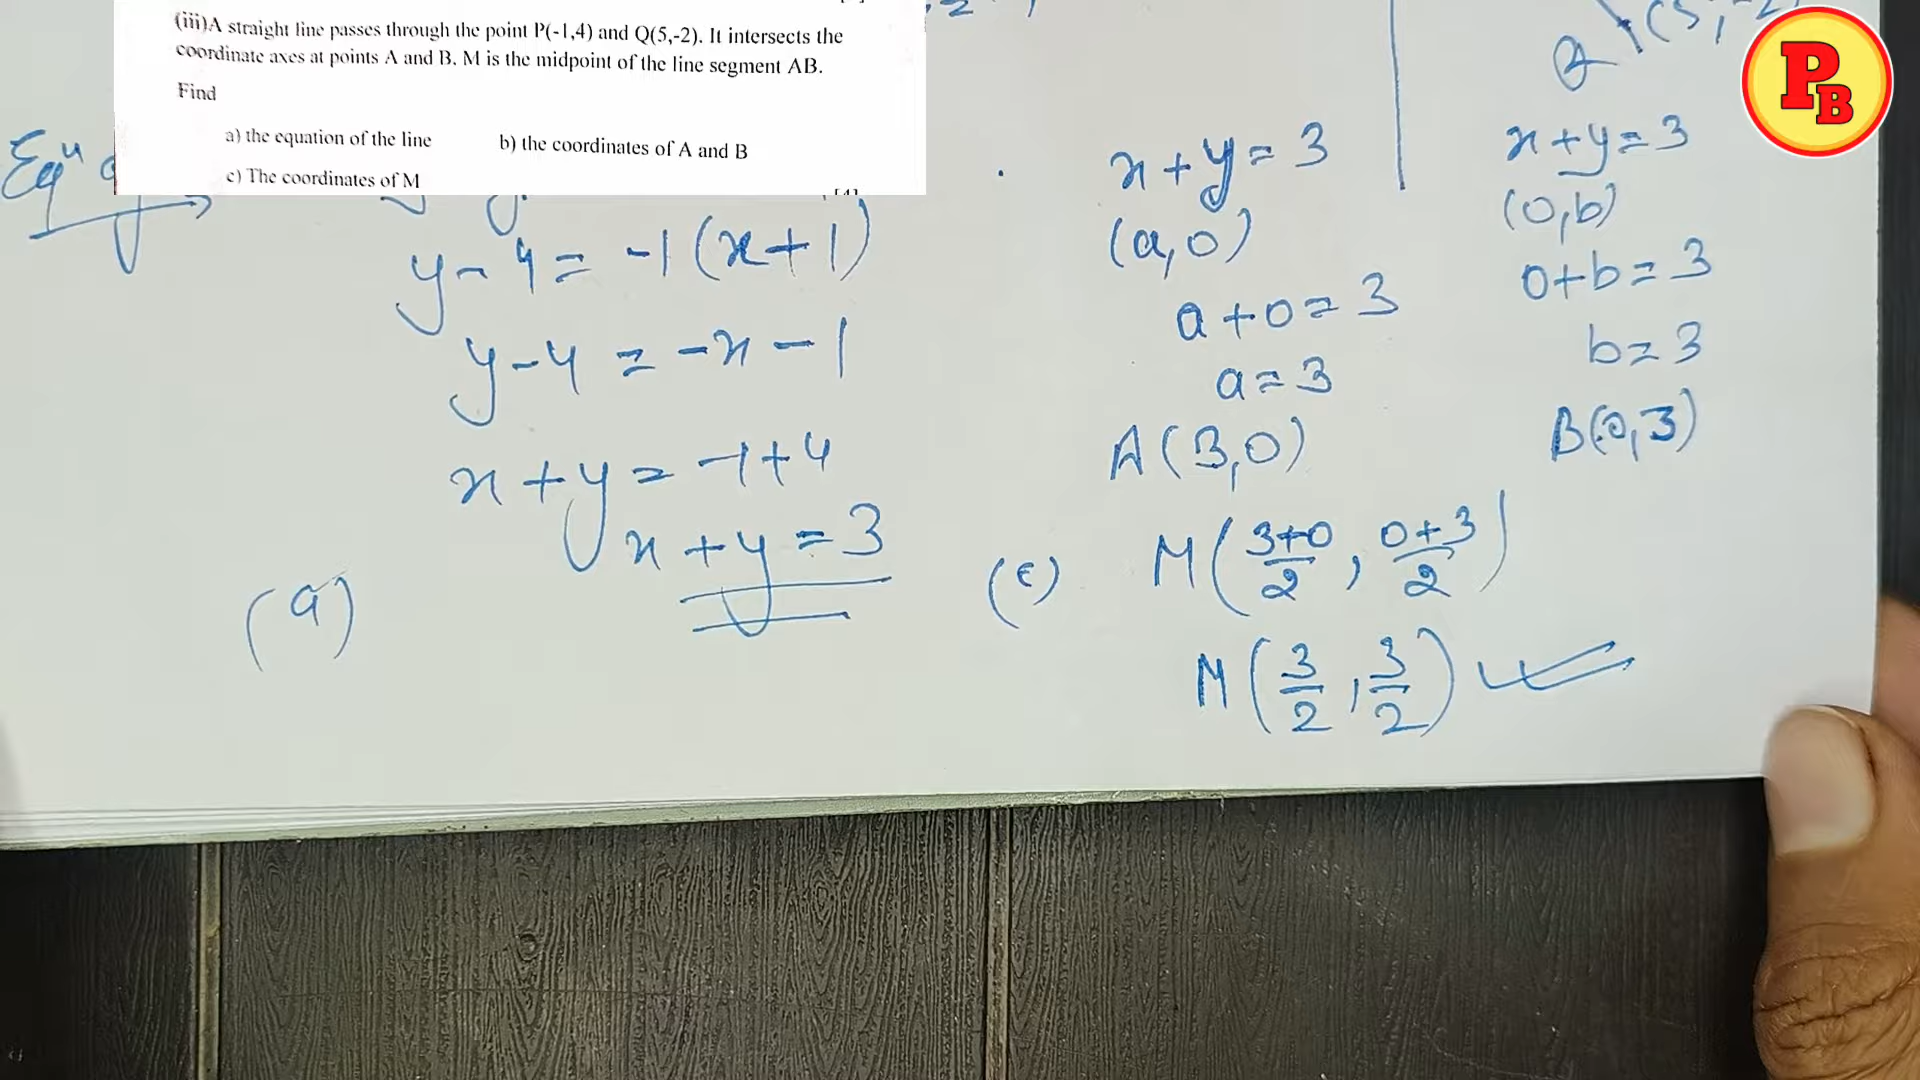 (iii)A straight line passes through the point P(-1,4) and Q(5,-2). It intersects the
coordinate axes at points A and B. M is the midpoint of the line segment AB.
Find
a) the equation of the line b) the coordinates of A and B
c) The coordinates of M
Eqⁿ
y-4 = -1(x+1)
y-4 = -x-1
x+y = -1+4
x+y=3
(a)
x+y=3
(a,0)
a+0=3
a=3
A(3,0)
Q (5,-2)
x+y=3
(0,b)
0+b=3
b=3
B(0,3)
(c) M(3+0/2, 0+3/2)
M(3/2, 3/2)
PB